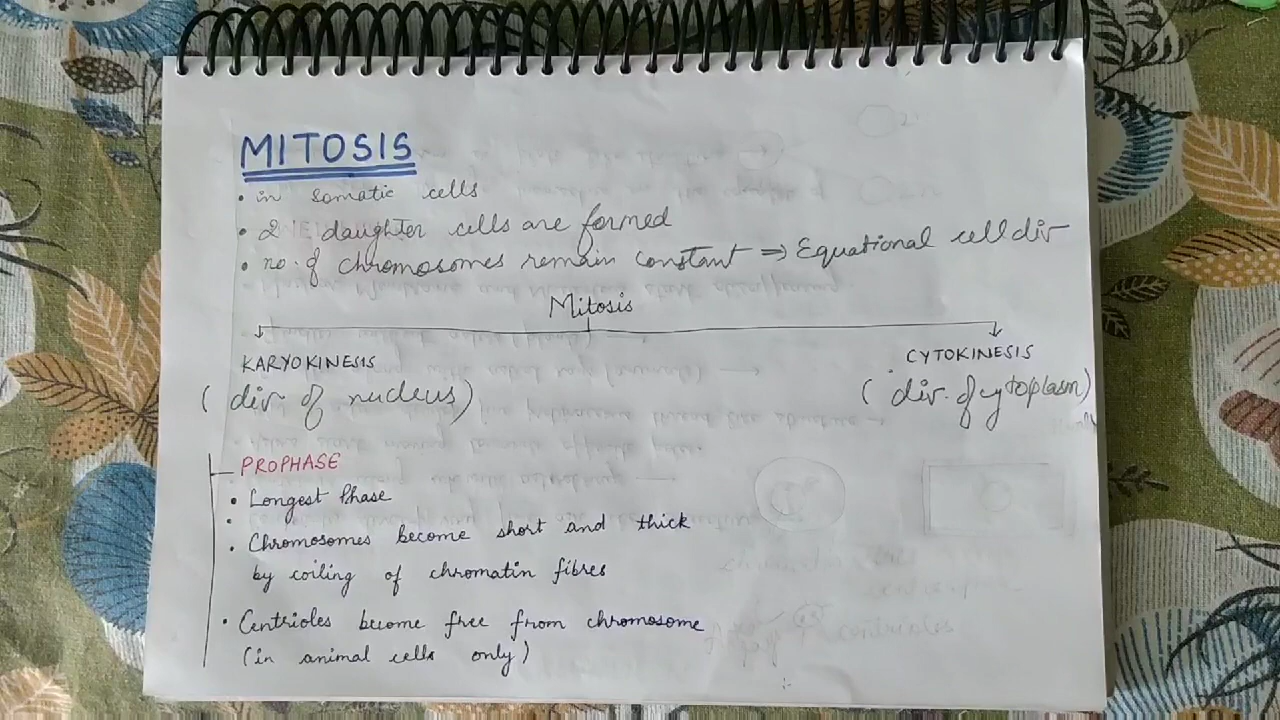 MITOSIS
• in somatic cells
• 2 daughter cells are formed
• no. of chromosomes remain constant ⇒ Equational cell div
Mitosis
KARYOKINESIS
(div of nucleus)
CYTOKINESIS
(div. of cytoplasm)
PROPHASE
• Longest Phase
• Chromosomes become short and thick
by coiling of chromatin fibres
• Centrioles become free from chromosome
(in animal cells only)